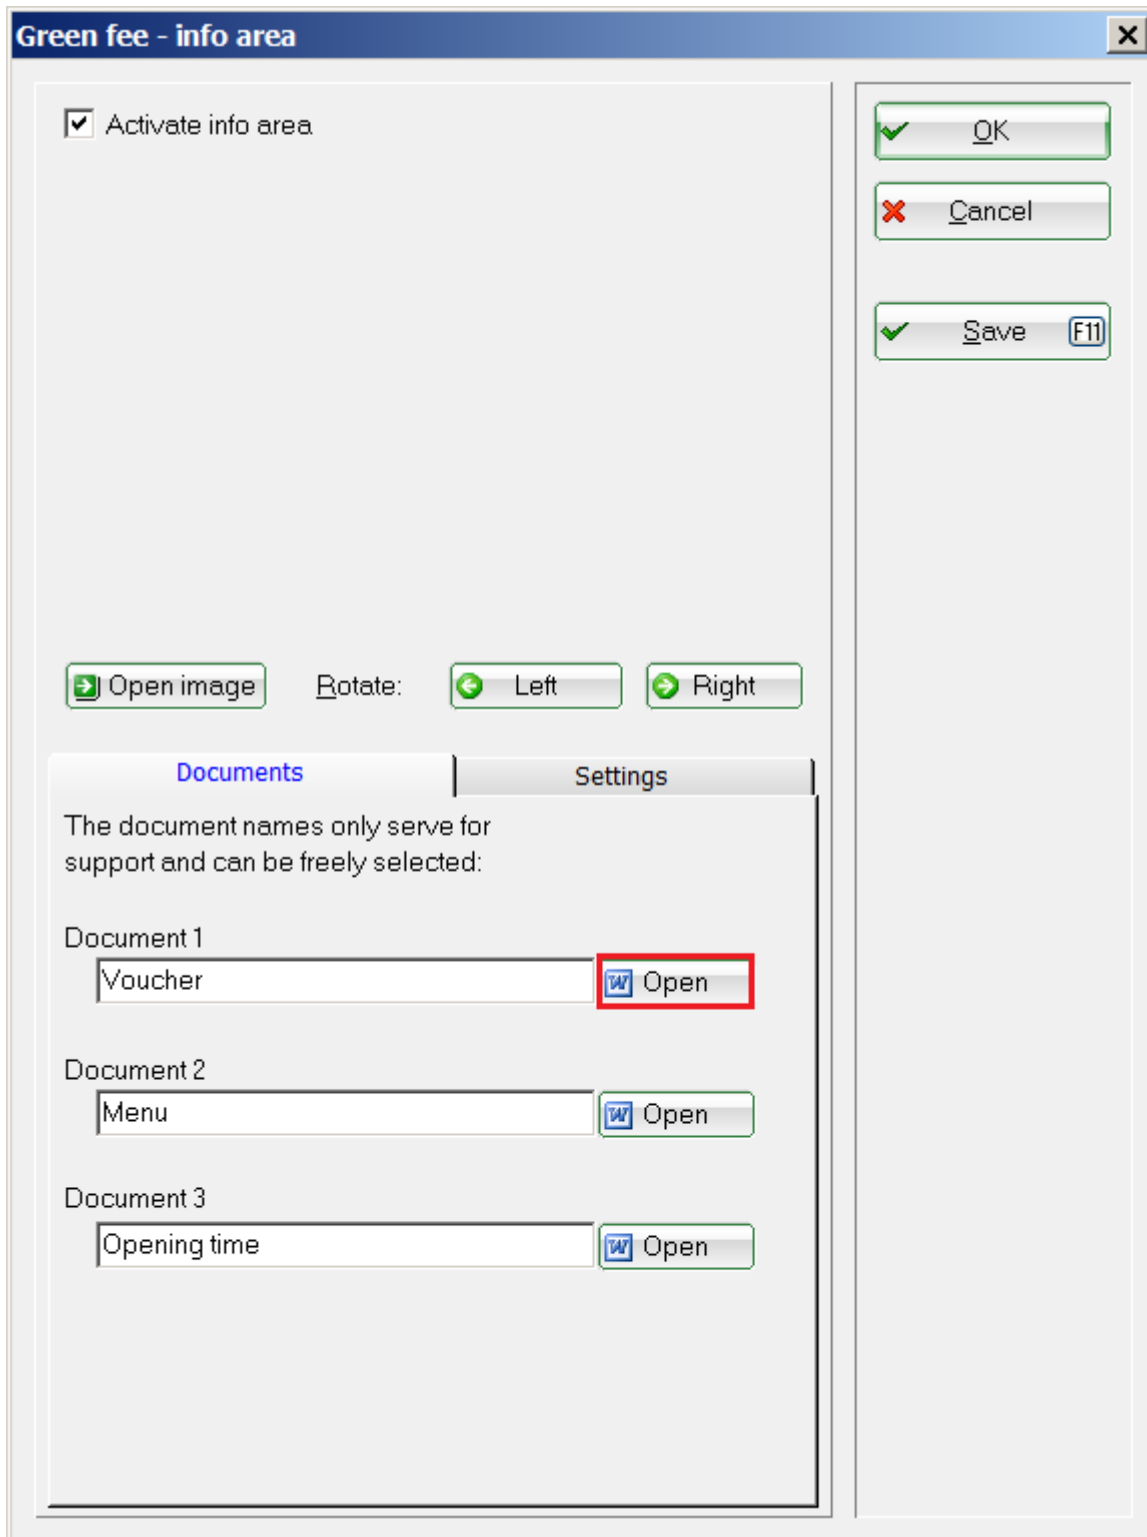 Green fee - info area
Activate info area
OK
Cancel
Save F11
Open image Rotate: Left Right
Documents Settings
The document names only serve for
support and can be freely selected:
Document 1
Voucher Open
Document 2
Menu Open
Document 3
Opening time Open